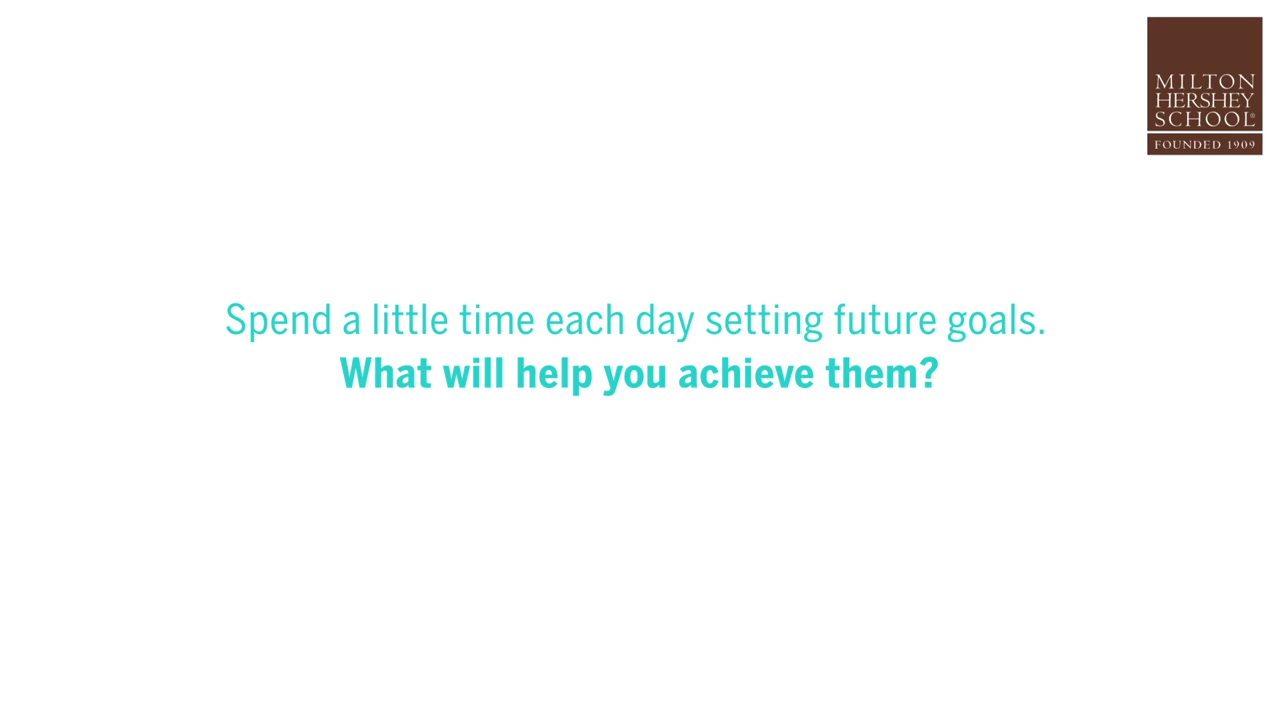 MILTON
HERSHEY
SCHOOL®
FOUNDED 1909
Spend a little time each day setting future goals.
What will help you achieve them?